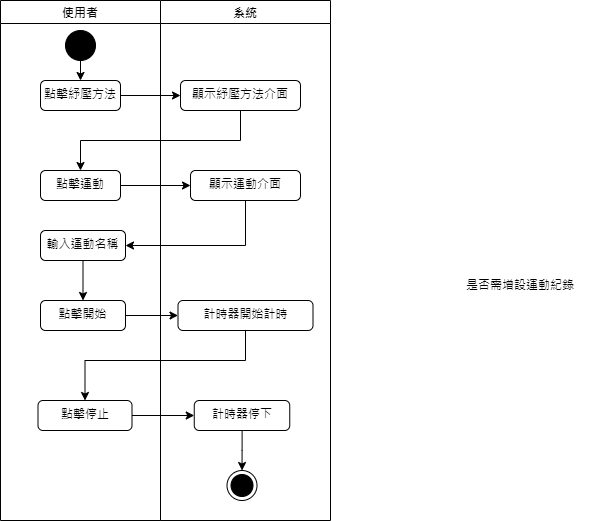 使用者
系統
點擊紓壓方法
顯示紓壓方法介面
點擊運動
顯示運動介面
輸入運動名稱
是否需增設運動紀錄
點擊開始
計時器開始計時
點擊停止
計時器停下